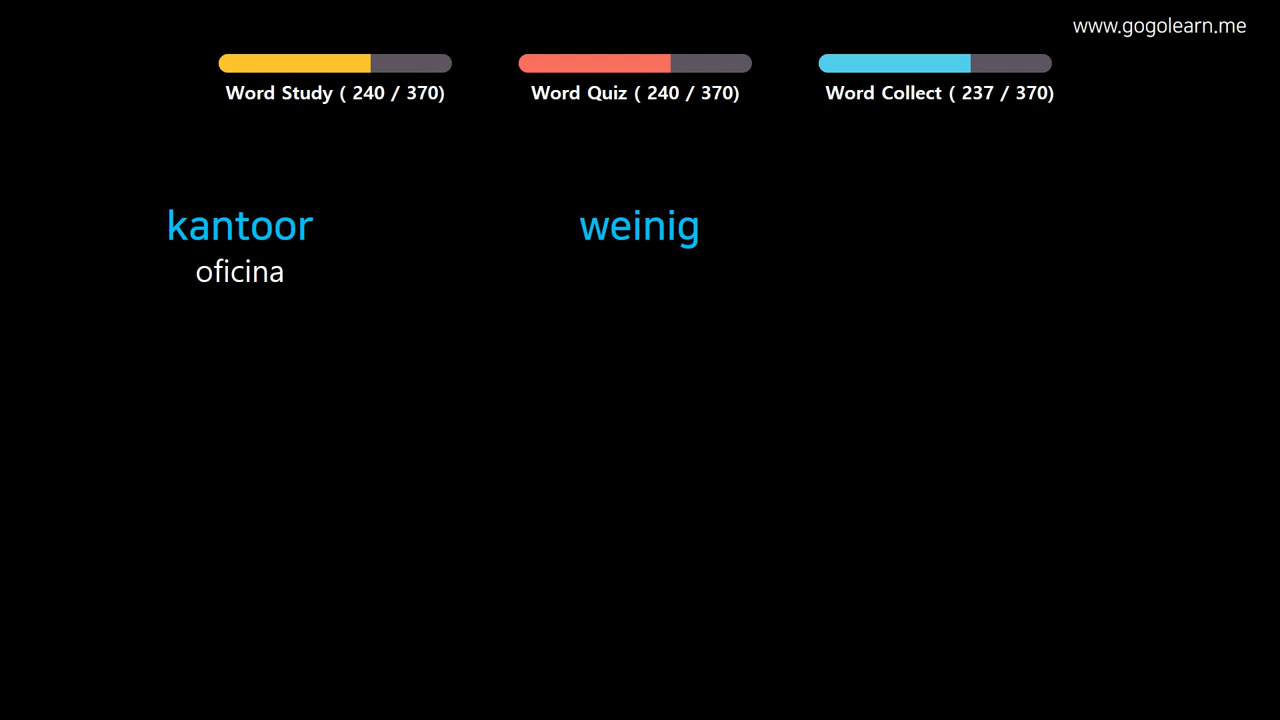 www.gogolearn.me
Word Study ( 240 / 370)
Word Quiz ( 240 / 370)
Word Collect ( 237 / 370)
kantoor
oficina
weinig